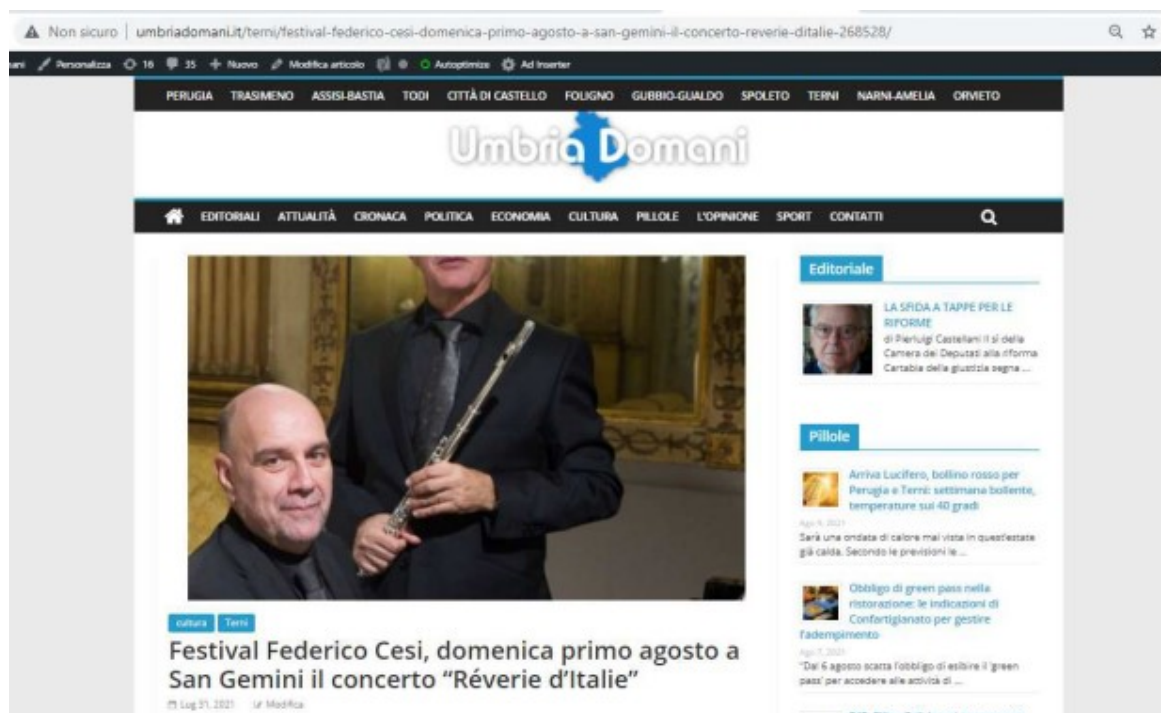 Non sicuro | umbriadomani.it/terni/festival-federico-cesi-domenica-primo-agosto-a-san-gemini-il-concerto-reverie-ditalie-268528/
Personalizza 16 35 + Nuovo Modifica articolo Autoptimize Ad Inserter
PERUGIA TRASIMENO ASSISI-BASTIA TODI CITTÀ DI CASTELLO FOLIGNO GUBBIO-GUALDO SPOLETO TERNI NARNI-AMELIA ORVIETO
Umbria Domani
EDITORIALI ATTUALITÀ CRONACA POLITICA ECONOMIA CULTURA PILLOLE L'OPINIONE SPORT CONTATTI
cultura Terni
Festival Federico Cesi, domenica primo agosto a
San Gemini il concerto “Réverie d’Italie”
Lug 31, 2021 Modifica
Editoriale
LA SFIDA A TAPPE PER LE
RIFORME
di Pierluigi Castellani Il sì della
Camera dei Deputati alla riforma
Cartabia della giustizia segna ...
Pillole
Arriva Lucifero, bollino rosso per
Perugia e Terni: settimana bollente,
temperature sui 40 gradi
Ago 9, 2021
Sarà una ondata di calore mai vista in quest'estate
già calda. Secondo le previsioni le ...
Obbligo di green pass nella
ristorazione: le indicazioni di
Confartigianato per gestire
l'adempimento
Ago 7, 2021
"Dal 6 agosto scatta l'obbligo di esibire il 'green
pass' per accedere alle attività di ...